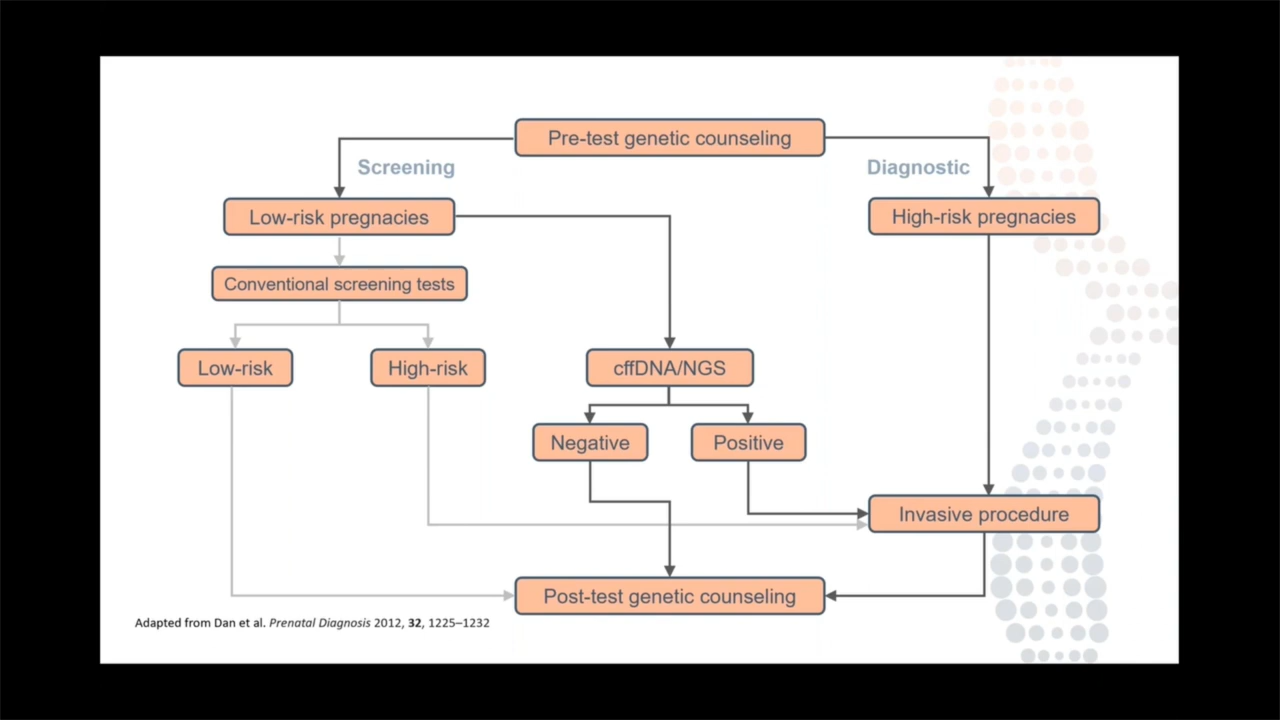 Pre-test genetic counseling
Screening
Diagnostic
Low-risk pregnacies
High-risk pregnacies
Conventional screening tests
Low-risk
High-risk
cffDNA/NGS
Negative
Positive
Invasive procedure
Post-test genetic counseling
Adapted from Dan et al. Prenatal Diagnosis 2012, 32, 1225–1232